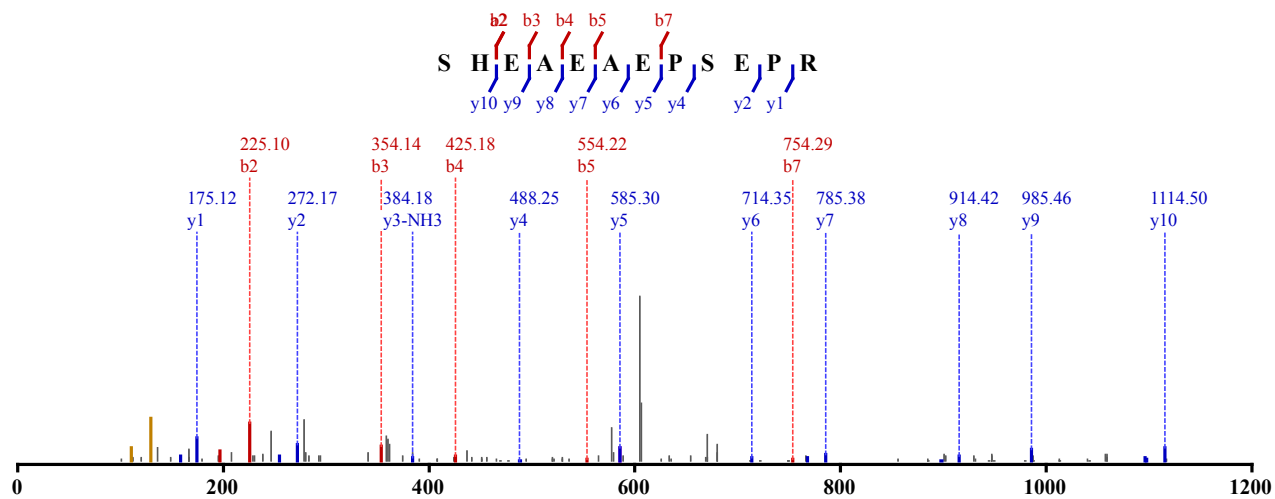 a2 b3 b4 b5 b7
S H E A E A E P S E P R
y10 y9 y8 y7 y6 y5 y4 y2 y1
225.10 354.14 425.18 554.22 754.29
b2 b3 b4 b5 b7
175.12 272.17 384.18 488.25 585.30 714.35 785.38 914.42 985.46 1114.50
y1 y2 y3-NH3 y4 y5 y6 y7 y8 y9 y10
0 200 400 600 800 1000 1200